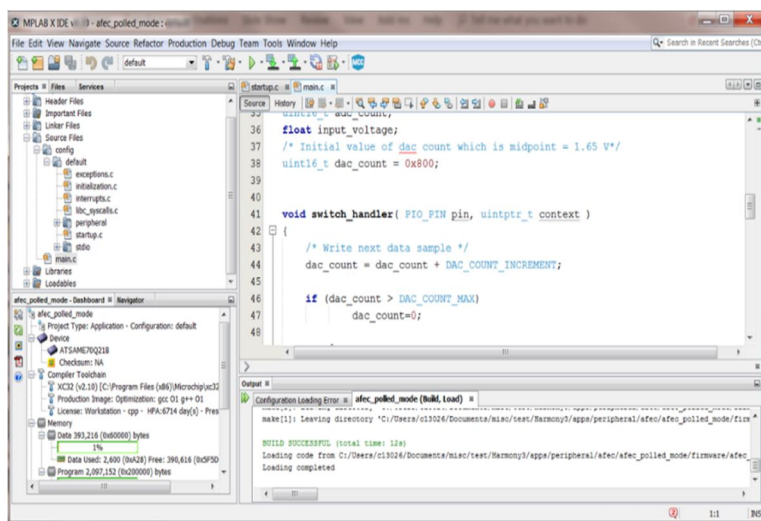 MPLAB X IDE - afec_polled_mode :
File Edit View Navigate Source Refactor Production Debug Team Tools Window Help
Search in Recent Searches (Ct
default
Projects Files Services
Header Files
Important Files
Linker Files
Source Files
config
default
exceptions.c
initialization.c
interrupts.c
libc_syscalls.c
peripheral
startup.c
stdio
main.c
Libraries
Loadables
startup.c main.c
Source History
35 uint16_t adc_count;
36 float input_voltage;
37 /* Initial value of dac count which is midpoint = 1.65 V*/
38 uint16_t dac_count = 0x800;
39
40
41 void switch_handler( PIO_PIN pin, uintptr_t context )
42 {
43 /* Write next data sample */
44 dac_count = dac_count + DAC_COUNT_INCREMENT;
45
46 if (dac_count > DAC_COUNT_MAX)
47 dac_count=0;
48
afec_polled_mode - Dashboard Navigator
afec_polled_mode
Project Type: Application - Configuration: default
Device
ATSAME70Q21B
Checksum: NA
Compiler Toolchain
XC32 (v2.10) [C:\Program Files (x86)\Microchip\xc32
Production Image: Optimization: gcc O1 g++ O1
License: Workstation - cpp - HPA:6714 day(s) - Pres
Memory
Data 393,216 (0x60000) bytes
1%
Data Used: 2,600 (0xA28) Free: 390,616 (0x5F5D
Program 2,097,152 (0x200000) bytes
Output
Configuration Loading Error afec_polled_mode (Build, Load)
make[1]: Leaving directory 'C:/Users/c13026/Documents/misc/test/Harmony3/apps/peripheral/afec/afec_polled_mode/firm
BUILD SUCCESSFUL (total time: 12s)
Loading code from C:/Users/c13026/Documents/misc/test/Harmony3/apps/peripheral/afec/afec_polled_mode/firmware/afec_
Loading completed
1:1 INS